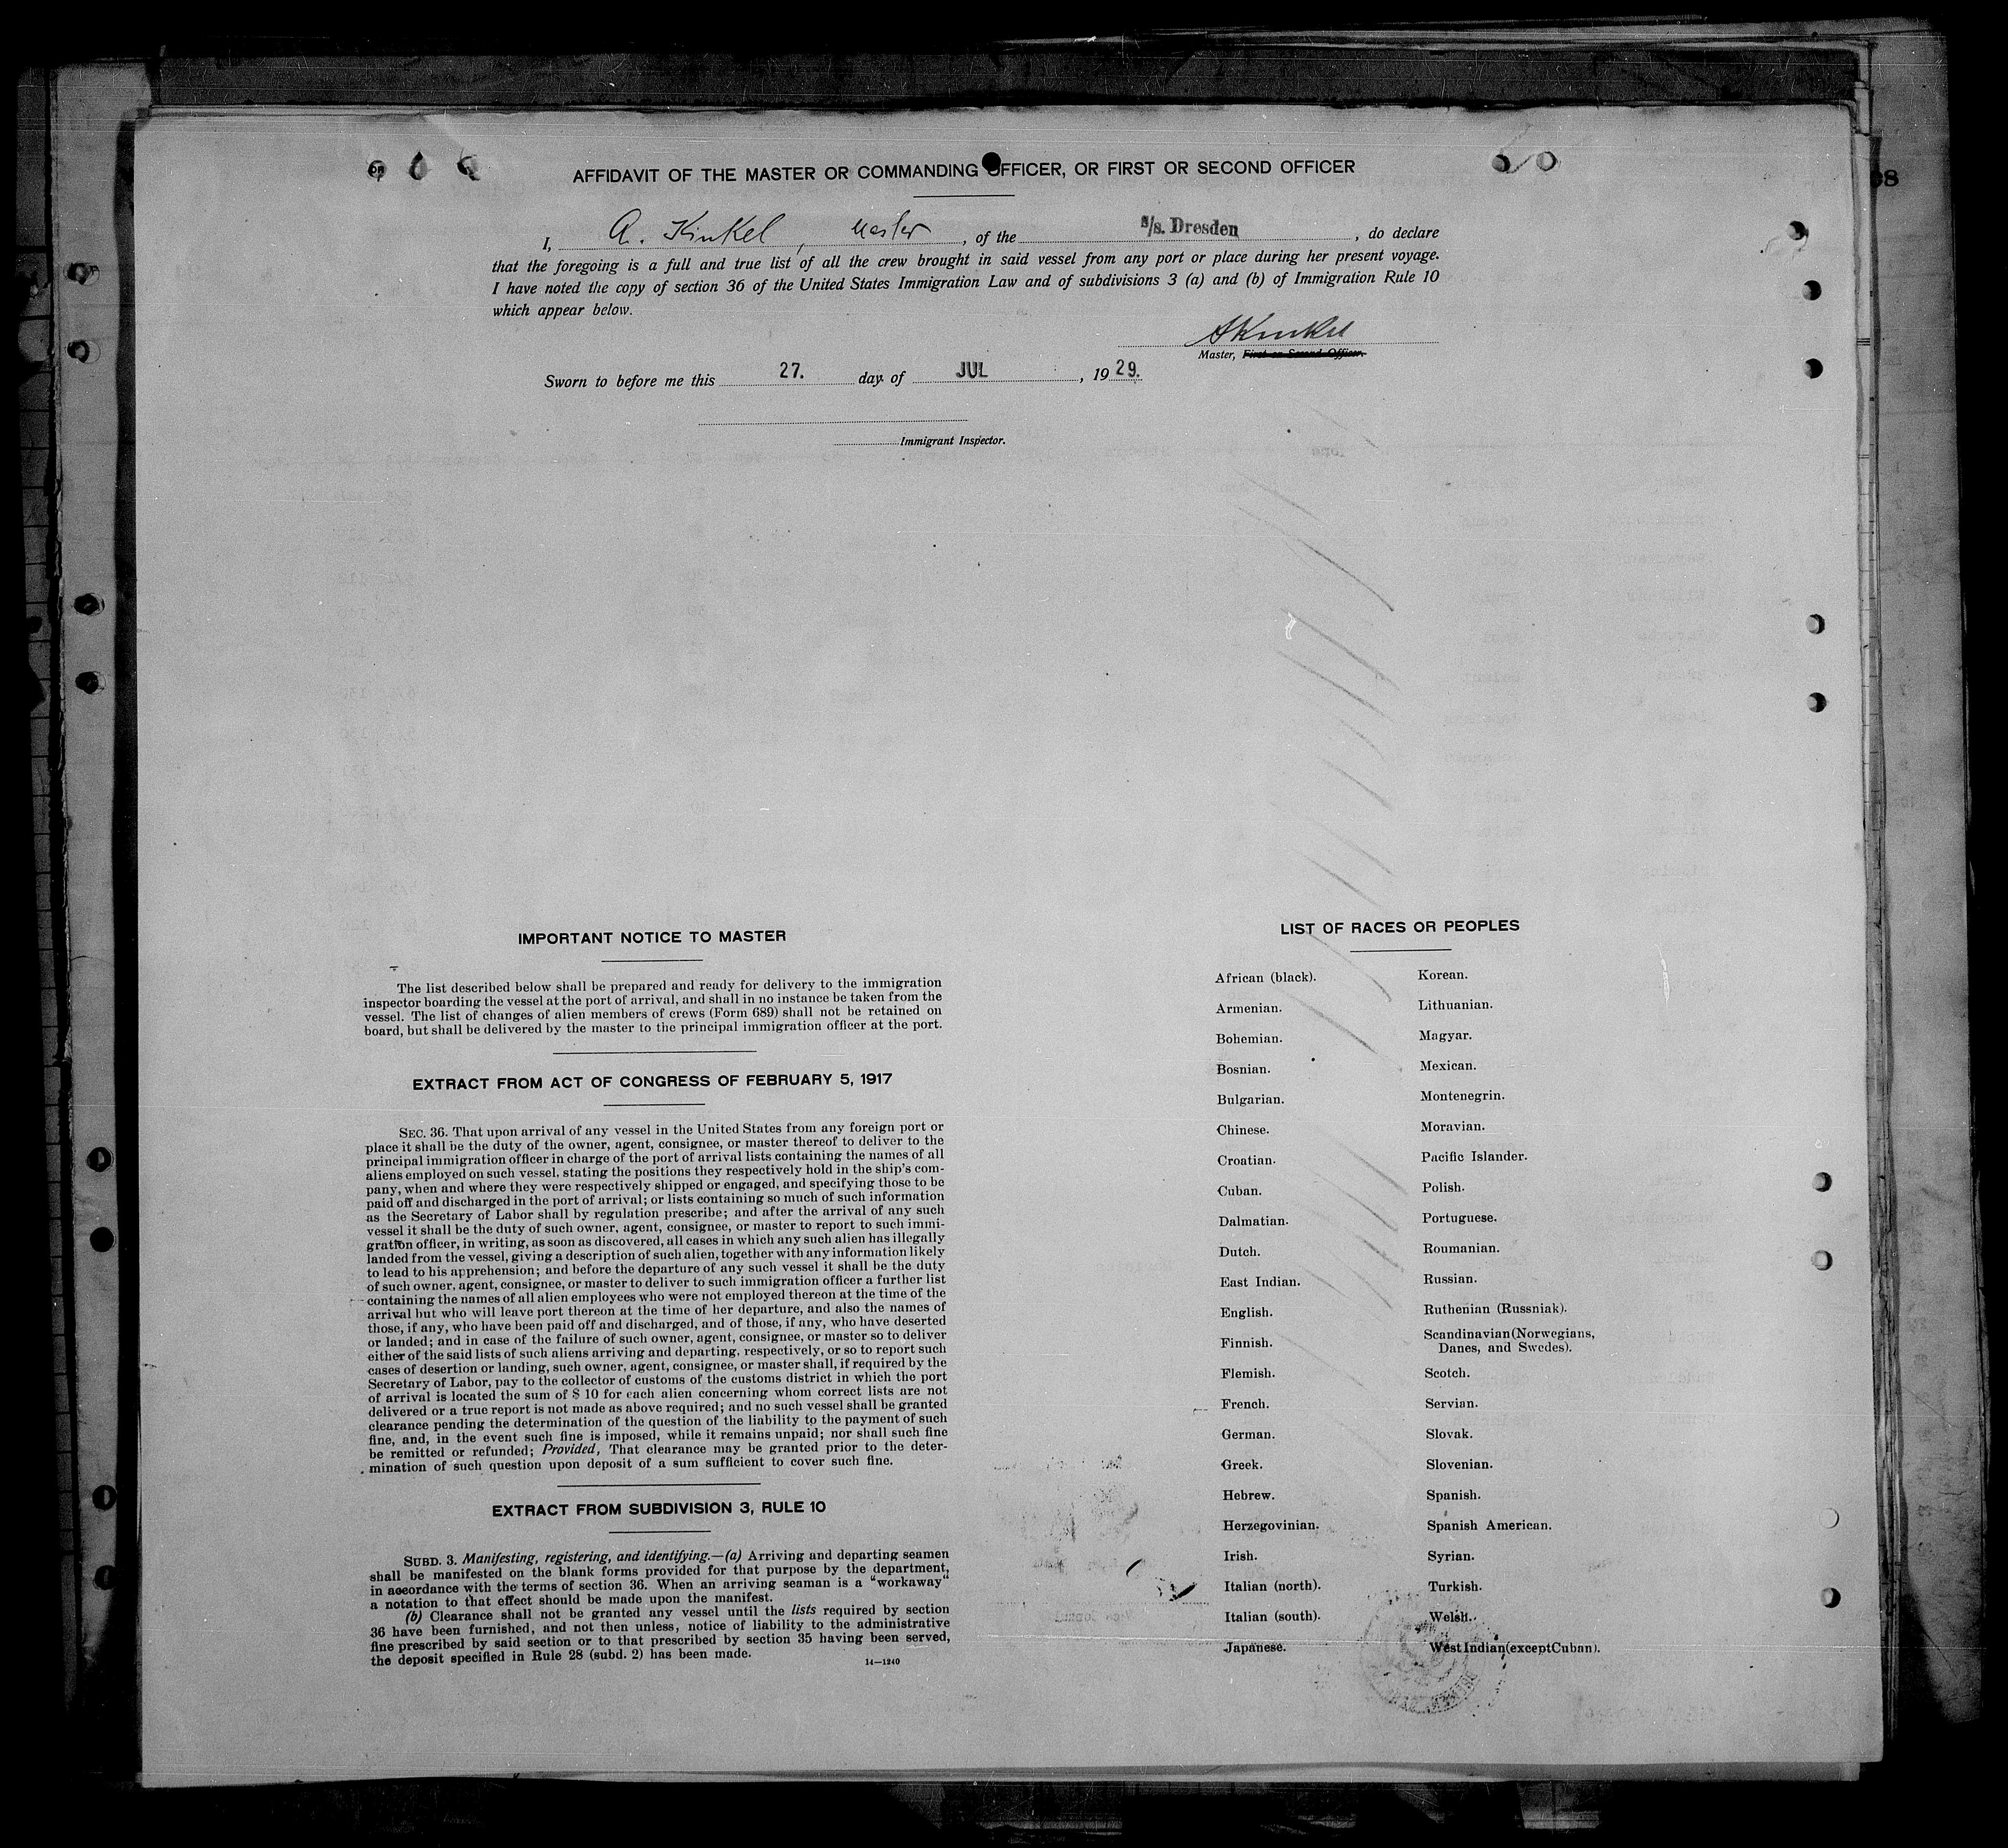 AFFIDAVIT OF THE MASTER OR COMMANDING OFFICER, OR FIRST OR SECOND OFFICER
I, A. Kinkel, Master, of the S/s. Dresden, do declare
that the foregoing is a full and true list of all the crew brought in said vessel from any port or place during her present voyage.
I have noted the copy of section 36 of the United States Immigration Law and of subdivisions 3 (a) and (b) of Immigration Rule 10
which appear below.
AKinkel
Master, First or Second Officer.
Sworn to before me this 27. day of JUL, 1929.
Immigrant Inspector.
IMPORTANT NOTICE TO MASTER
The list described below shall be prepared and ready for delivery to the immigration
inspector boarding the vessel at the port of arrival, and shall in no instance be taken from the
vessel. The list of changes of alien members of crews (Form 689) shall not be retained on
board, but shall be delivered by the master to the principal immigration officer at the port.
EXTRACT FROM ACT OF CONGRESS OF FEBRUARY 5, 1917
SEC. 36. That upon arrival of any vessel in the United States from any foreign port or
place it shall be the duty of the owner, agent, consignee, or master thereof to deliver to the
principal immigration officer in charge of the port of arrival lists containing the names of all
aliens employed on such vessel, stating the positions they respectively hold in the ship's com-
pany, when and where they were respectively shipped or engaged, and specifying those to be
paid off and discharged in the port of arrival; or lists containing so much of such information
as the Secretary of Labor shall by regulation prescribe; and after the arrival of any such
vessel it shall be the duty of such owner, agent, consignee, or master to report to such immi-
gration officer, in writing, as soon as discovered, all cases in which any such alien has illegally
landed from the vessel, giving a description of such alien, together with any information likely
to lead to his apprehension; and before the departure of any such vessel it shall be the duty
of such owner, agent, consignee, or master to deliver to such immigration officer a further list
containing the names of all alien employees who were not employed thereon at the time of the
arrival but who will leave port thereon at the time of her departure, and also the names of
those, if any, who have been paid off and discharged, and of those, if any, who have deserted
or landed; and in case of the failure of such owner, agent, consignee, or master so to deliver
either of the said lists of such aliens arriving and departing, respectively, or so to report such
cases of desertion or landing, such owner, agent, consignee, or master shall, if required by the
Secretary of Labor, pay to the collector of customs of the customs district in which the port
of arrival is located the sum of $ 10 for each alien concerning whom correct lists are not
delivered or a true report is not made as above required; and no such vessel shall be granted
clearance pending the determination of the question of the liability to the payment of such
fine, and, in the event such fine is imposed, while it remains unpaid; nor shall such fine
be remitted or refunded; Provided, That clearance may be granted prior to the deter-
mination of such question upon deposit of a sum sufficient to cover such fine.
EXTRACT FROM SUBDIVISION 3, RULE 10
SUBD. 3. Manifesting, registering, and identifying.—(a) Arriving and departing seamen
shall be manifested on the blank forms provided for that purpose by the department,
in accordance with the terms of section 36. When an arriving seaman is a "workaway"
a notation to that effect should be made upon the manifest.
(b) Clearance shall not be granted any vessel until the lists required by section
36 have been furnished, and not then unless, notice of liability to the administrative
fine prescribed by said section or to that prescribed by section 35 having been served,
the deposit specified in Rule 28 (subd. 2) has been made.
14—1240
LIST OF RACES OR PEOPLES
African (black).
Armenian.
Bohemian.
Bosnian.
Bulgarian.
Chinese.
Croatian.
Cuban.
Dalmatian.
Dutch.
East Indian.
English.
Finnish.
Flemish.
French.
German.
Greek.
Hebrew.
Herzegovinian.
Irish.
Italian (north).
Italian (south).
Japanese.
Korean.
Lithuanian.
Magyar.
Mexican.
Montenegrin.
Moravian.
Pacific Islander.
Polish.
Portuguese.
Roumanian.
Russian.
Ruthenian (Russniak).
Scandinavian (Norwegians,
Danes, and Swedes).
Scotch.
Servian.
Slovak.
Slovenian.
Spanish.
Spanish American.
Syrian.
Turkish.
Welsh.
West Indian (except Cuban).